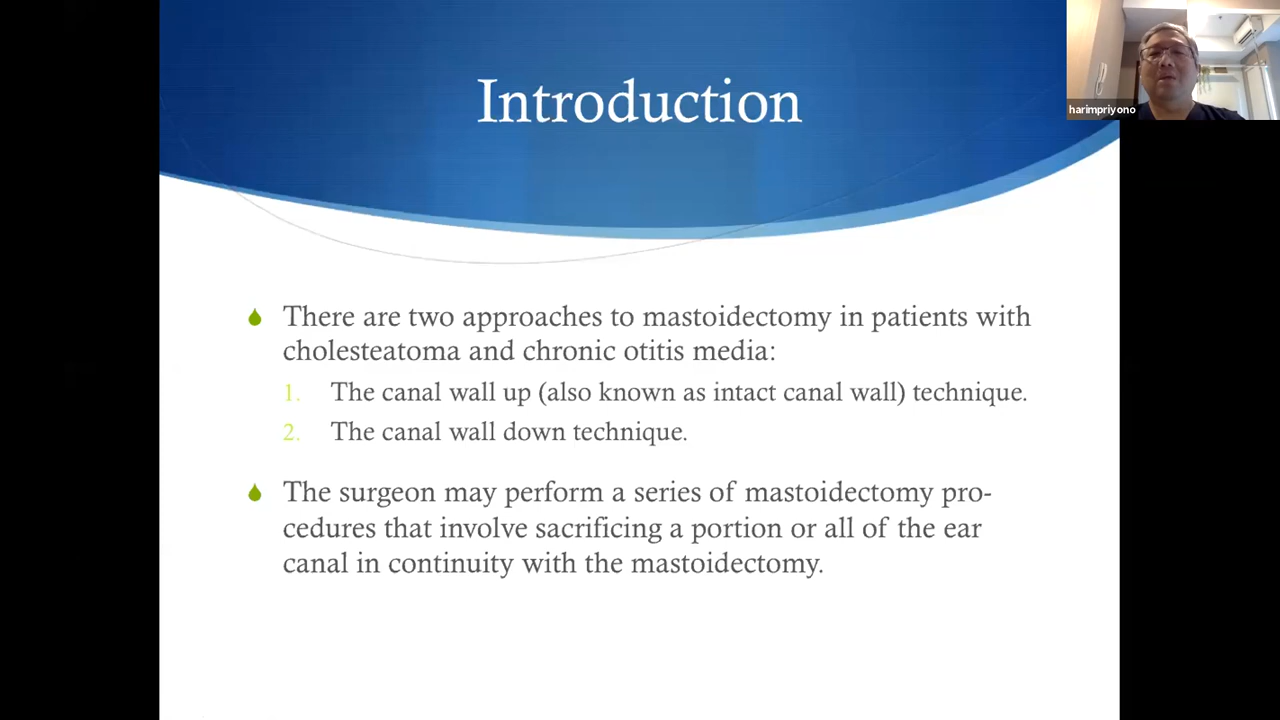 Introduction
harimpriyono
There are two approaches to mastoidectomy in patients with
cholesteatoma and chronic otitis media:
1. The canal wall up (also known as intact canal wall) technique.
2. The canal wall down technique.
The surgeon may perform a series of mastoidectomy pro-
cedures that involve sacrificing a portion or all of the ear
canal in continuity with the mastoidectomy.